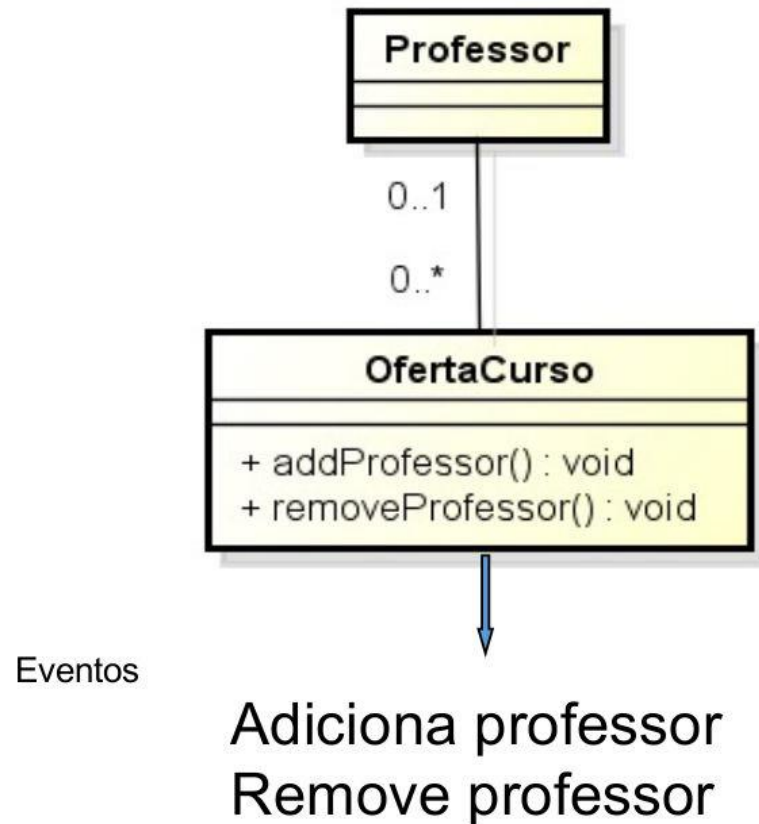 Professor
0..1
0..*
OfertaCurso
+ addProfessor() : void
+ removeProfessor() : void
Eventos
Adiciona professor
Remove professor